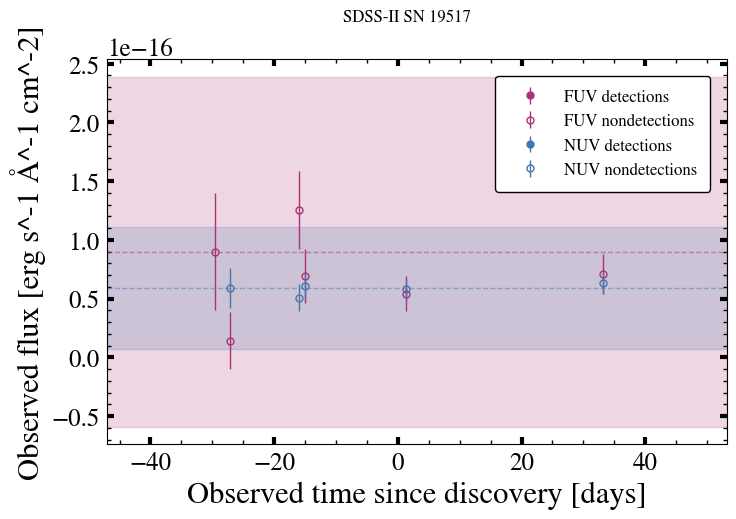 SDSS-II SN 19517
1e−16
Observed flux [erg s^-1 Å^-1 cm^-2]
2.5
2.0
1.5
1.0
0.5
0.0
−0.5
FUV detections
FUV nondetections
NUV detections
NUV nondetections
−40
−20
0
20
40
Observed time since discovery [days]